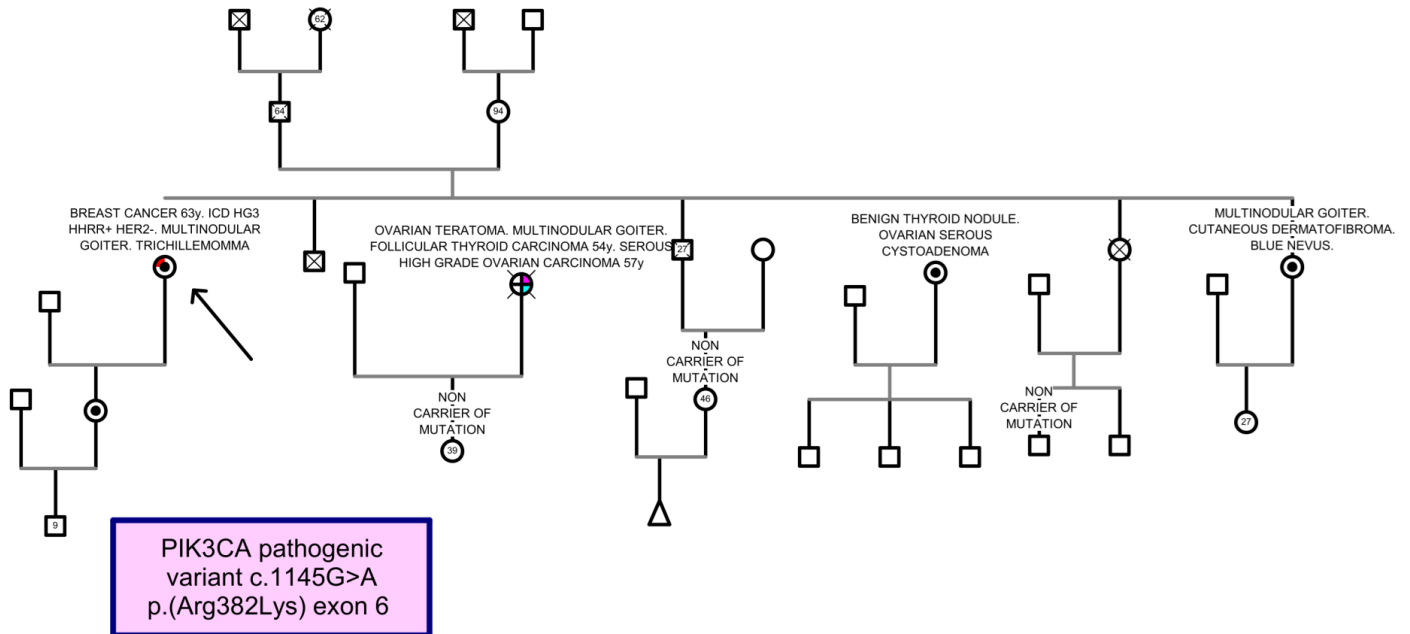 62
64
94
BREAST CANCER 63y. ICD HG3
HHRR+ HER2-. MULTINODULAR
GOITER. TRICHILLEMOMMA
OVARIAN TERATOMA. MULTINODULAR GOITER.
FOLLICULAR THYROID CARCINOMA 54y. SEROUS
HIGH GRADE OVARIAN CARCINOMA 57y
27
BENIGN THYROID NODULE.
OVARIAN SEROUS
CYSTOADENOMA
MULTINODULAR GOITER.
CUTANEOUS DERMATOFIBROMA.
BLUE NEVUS.
NON
CARRIER OF
MUTATION
39
NON
CARRIER OF
MUTATION
46
NON
CARRIER OF
MUTATION
27
9
PIK3CA pathogenic
variant c.1145G>A
p.(Arg382Lys) exon 6